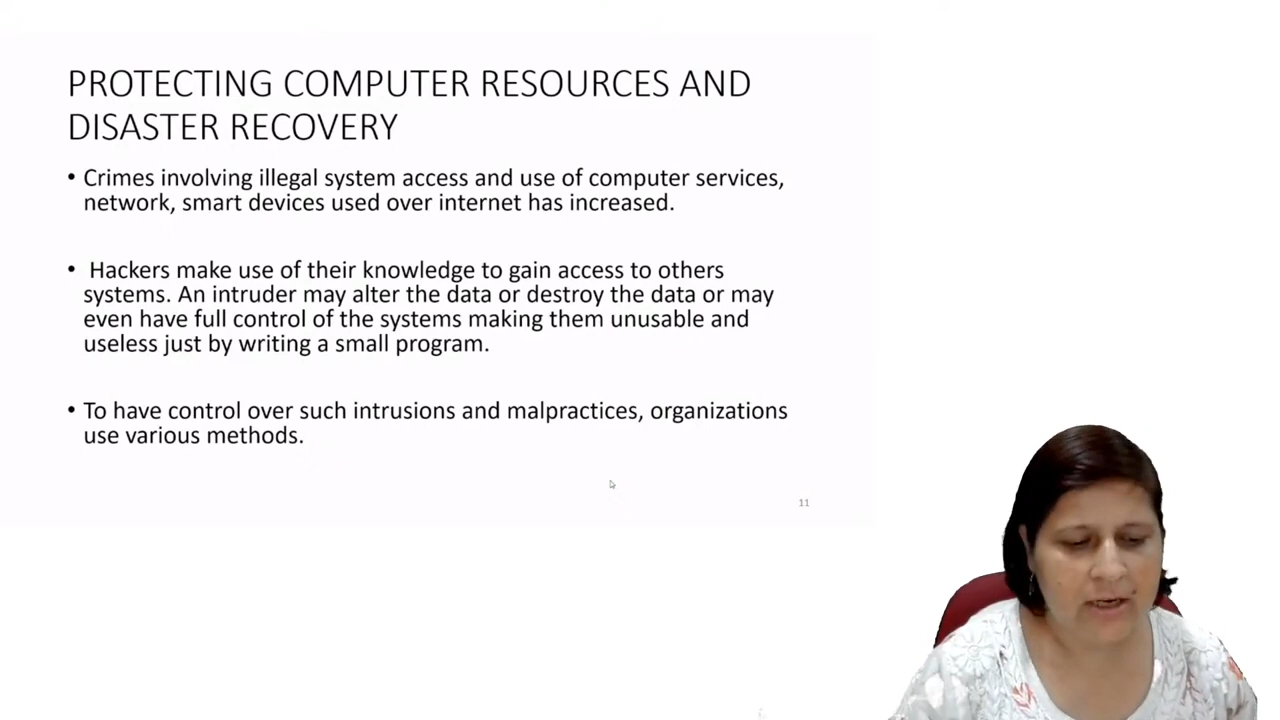 PROTECTING COMPUTER RESOURCES AND
DISASTER RECOVERY
• Crimes involving illegal system access and use of computer services,
network, smart devices used over internet has increased.
• Hackers make use of their knowledge to gain access to others
systems. An intruder may alter the data or destroy the data or may
even have full control of the systems making them unusable and
useless just by writing a small program.
• To have control over such intrusions and malpractices, organizations
use various methods.
11